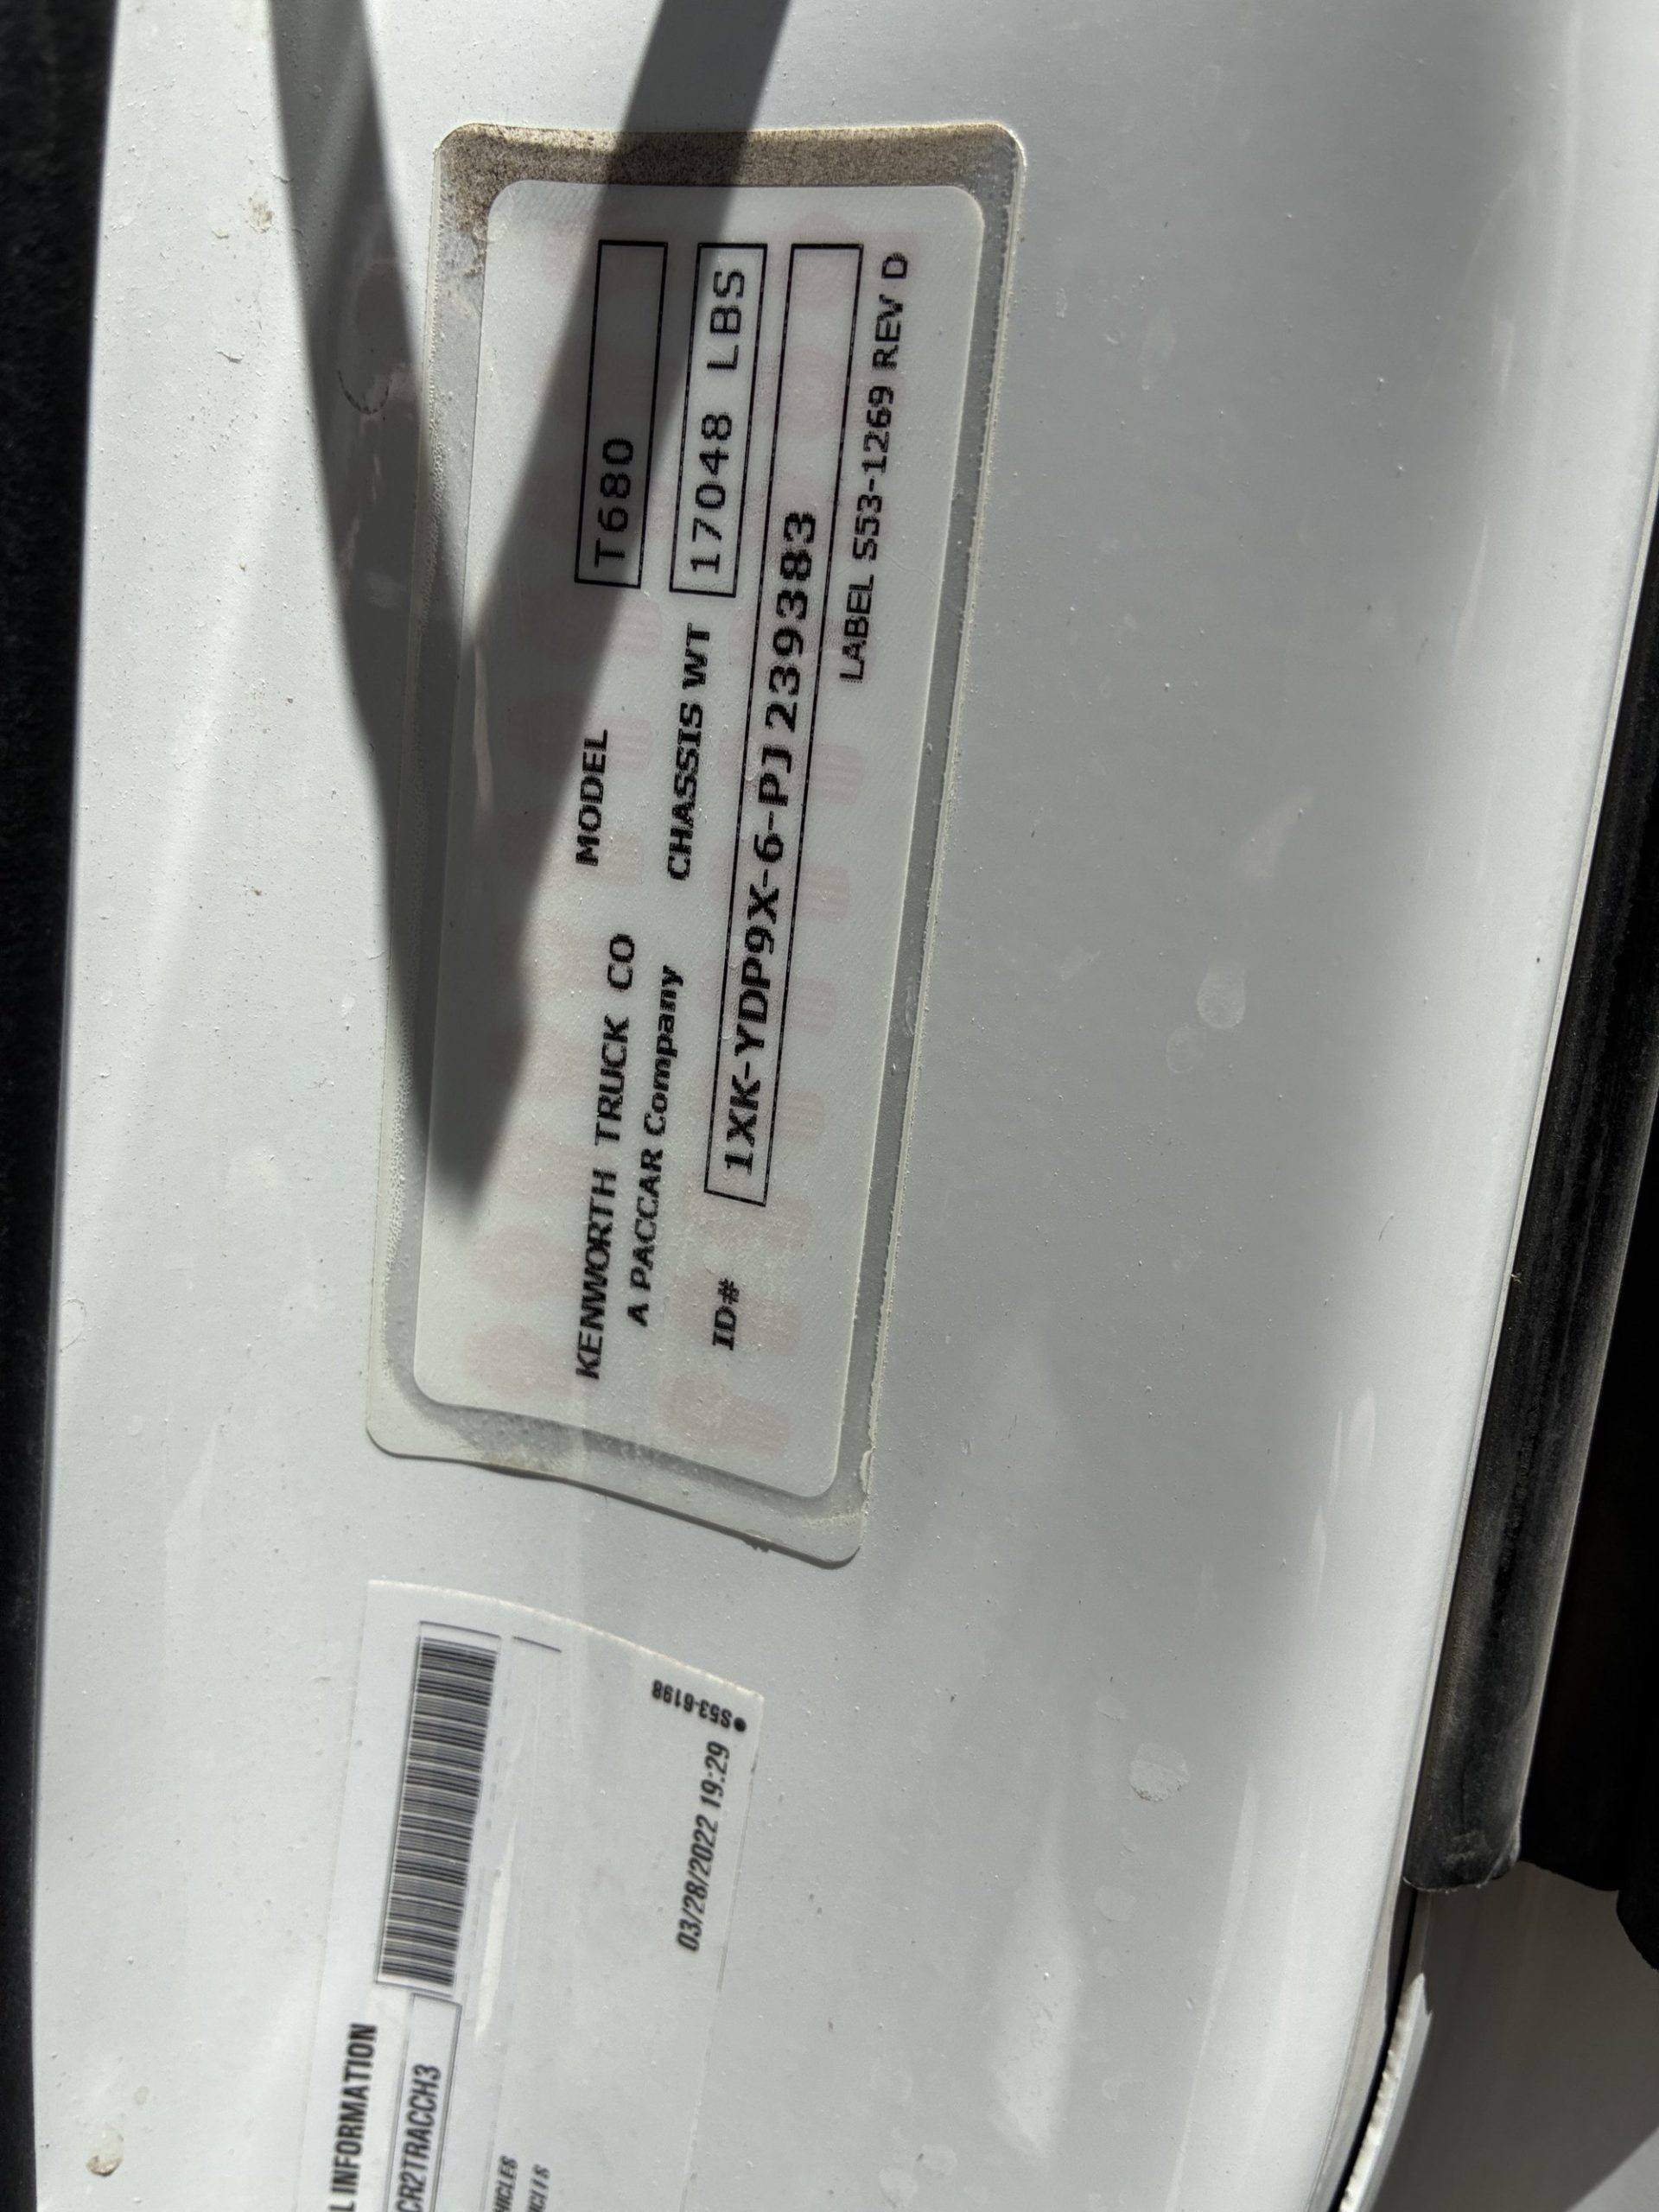 KENWORTH TRUCK CO MODEL T680
A PACCAR Company CHASSIS WT 17048 LBS
ID# 1XK-YDP9X-6-PJ239383
LABEL S53-1269 REV D
L INFORMATION
CR2TRACCH3
HICLES
03/28/2022 19:29
●S53-6198